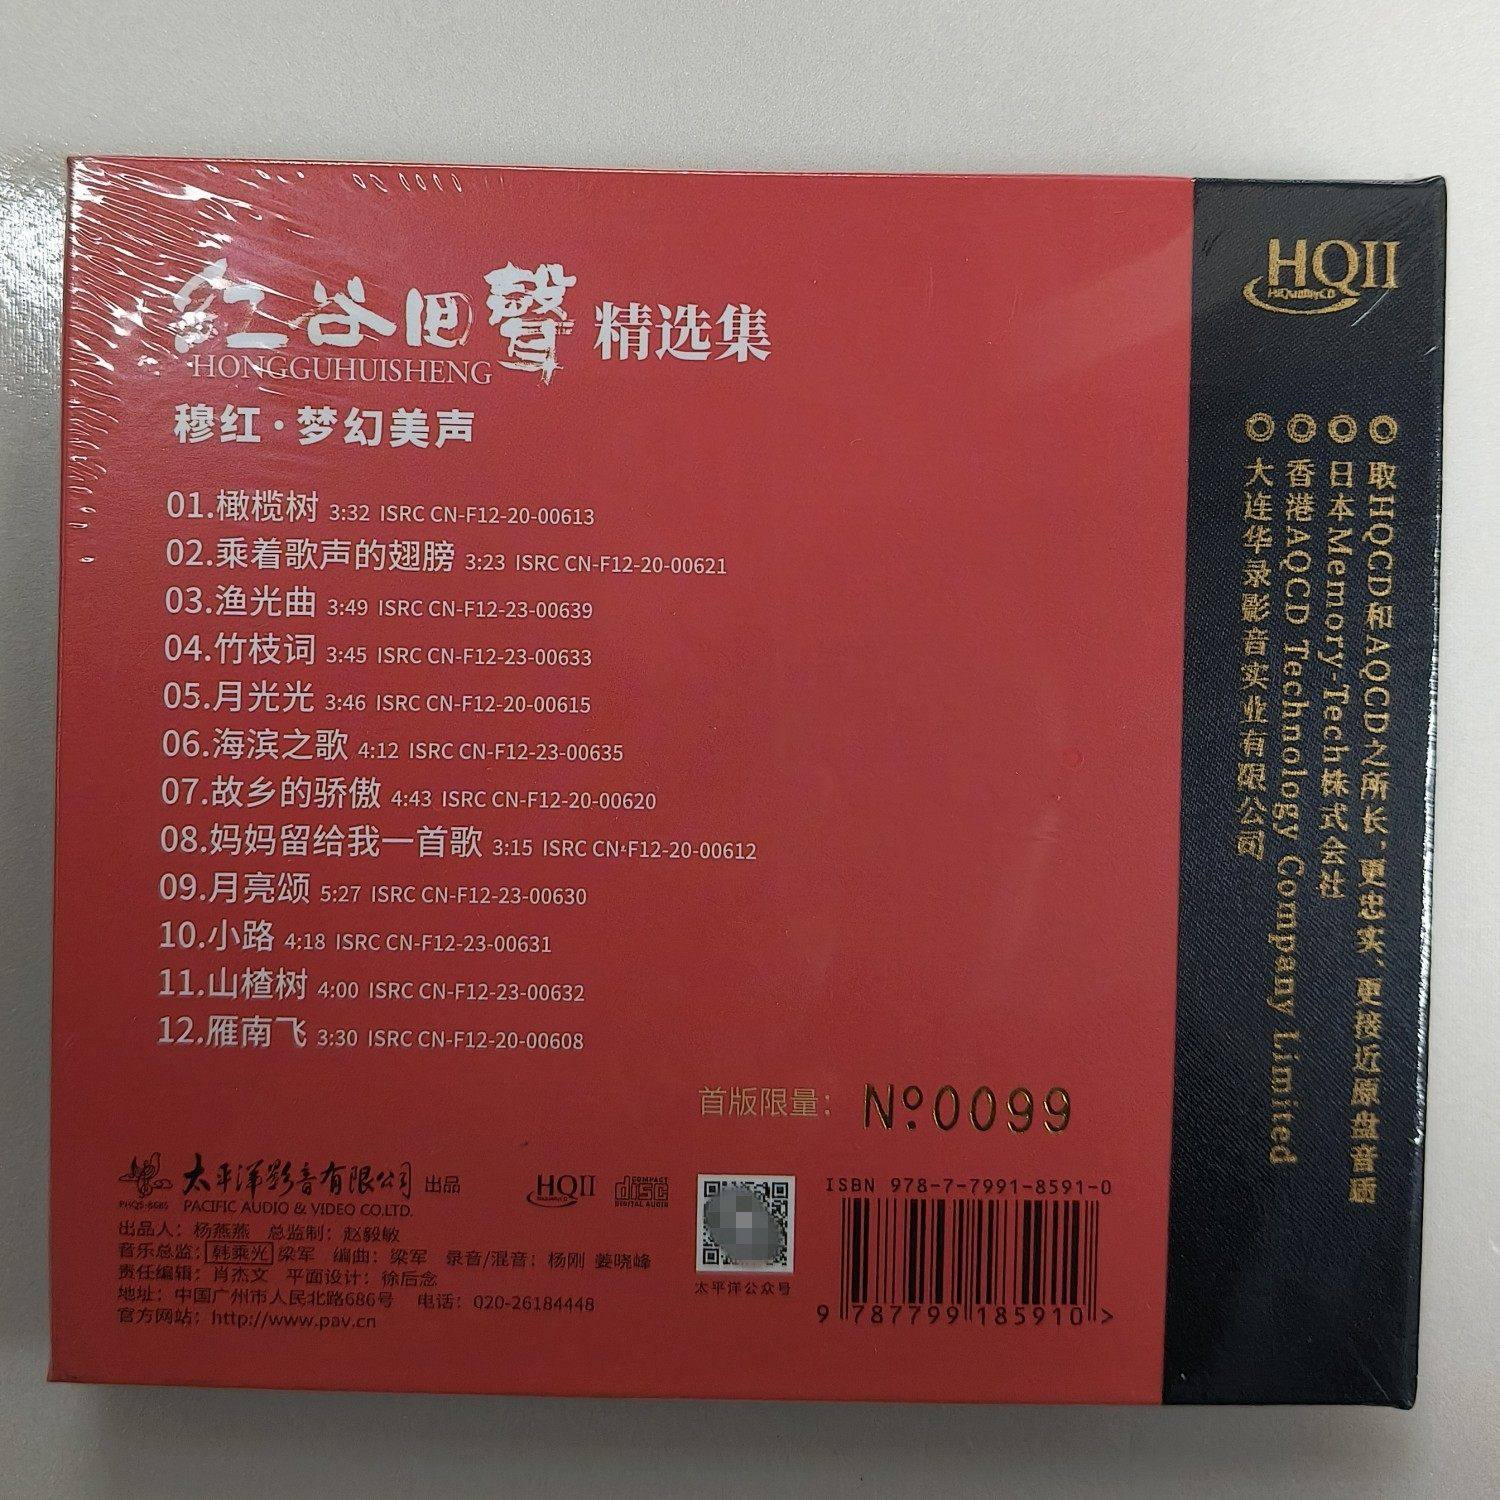 红谷回聲 精选集
HONGGUHUISHENG
穆红·梦幻美声
01.橄榄树 3:32 ISRC CN-F12-20-00613
02.乘着歌声的翅膀 3:23 ISRC CN-F12-20-00621
03.渔光曲 3:49 ISRC CN-F12-23-00639
04.竹枝词 3:45 ISRC CN-F12-23-00633
05.月光光 3:46 ISRC CN-F12-20-00615
06.海滨之歌 4:12 ISRC CN-F12-23-00635
07.故乡的骄傲 4:43 ISRC CN-F12-20-00620
08.妈妈留给我一首歌 3:15 ISRC CN-F12-20-00612
09.月亮颂 5:27 ISRC CN-F12-23-00630
10.小路 4:18 ISRC CN-F12-23-00631
11.山楂树 4:00 ISRC CN-F12-23-00632
12.雁南飞 3:30 ISRC CN-F12-20-00608
首版限量： №0099
太平洋影音有限公司 出品
PACIFIC AUDIO & VIDEO CO.LTD.
PHQS-8685
HQII
COMPACT
disc
DIGITAL AUDIO
出品人：杨燕燕 总监制：赵毅敏
音乐总监：韩乘光 梁军 编曲：梁军 录音/混音：杨刚 姜晓峰
责任编辑：肖杰文 平面设计：徐后念
地址：中国广州市人民北路686号 电话：020-26184448
官方网站：http://www.pav.cn
太平洋公众号
ISBN 978-7-7991-8591-0
9 787799 185910 >
HQII
HiQualityCD
◎ 取HQCD和AQCD之所长，更忠实、更接近原盘音质
◎ 日本Memory-Tech株式会社
◎ 香港AQCD Technology Company Limited
◎ 大连华录影音实业有限公司